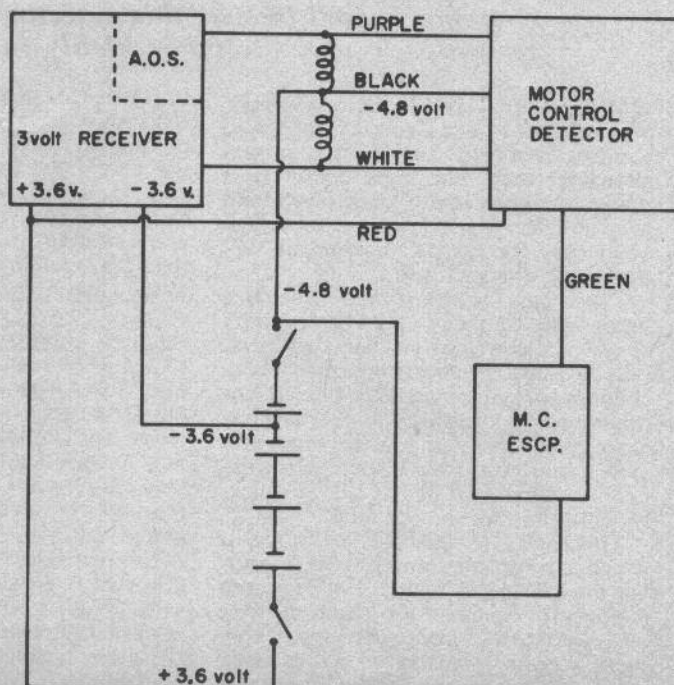 PURPLE
A.O.S.
BLACK
-4.8 volt
MOTOR
CONTROL
DETECTOR
3volt RECEIVER
WHITE
+3.6 v. -3.6 v.
RED
GREEN
-4.8 volt
M. C.
ESCP.
-3.6 volt
+3.6 volt